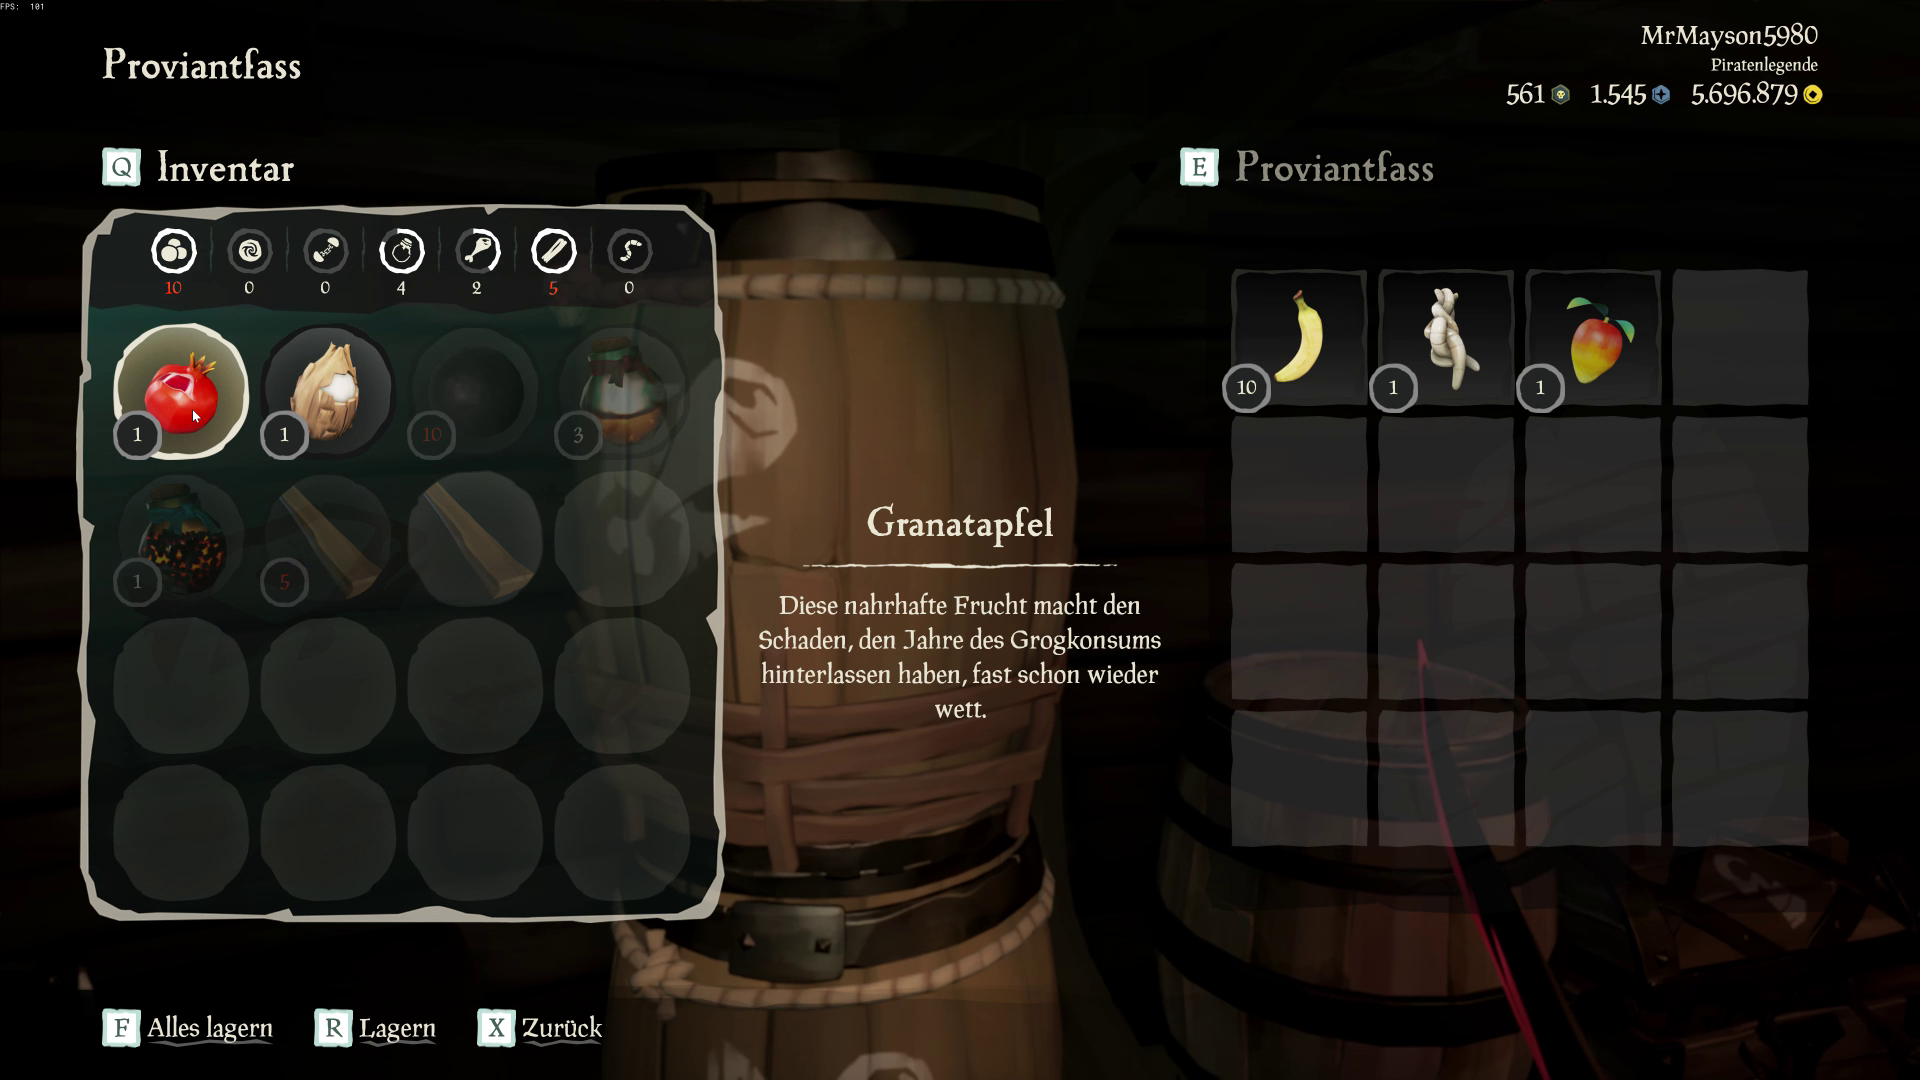 FPS: 101
Proviantfass
MrMayson5980
Piratenlegende
561 1.545 5.696.879
Q Inventar
E Proviantfass
10 0 0 4 2 5 0
1 1 10 3
10 1 1
1 5
Granatapfel
Diese nahrhafte Frucht macht den
Schaden, den Jahre des Grogkonsums
hinterlassen haben, fast schon wieder
wett.
F Alles lagern R Lagern X Zurück